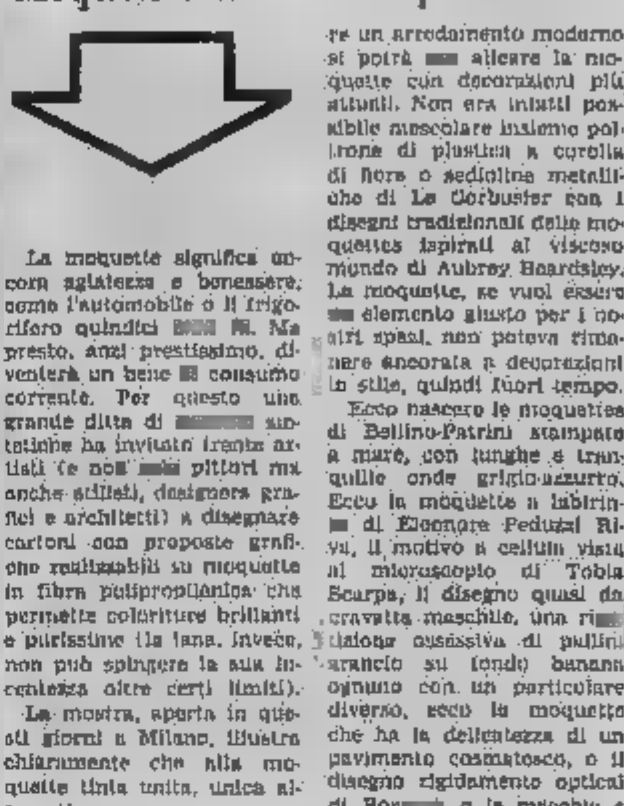 La moquette significa an-
cora agiatezza e benessere,
come l'automobile o il frigo-
rifero quindici Ma
presto, anzi prestissimo, di-
venterà un bene consumo
corrente. Per questo una
grande ditta di sin-
tetiche ha invitato trenta ar-
tisti (e non pittori ma
anche stilisti, designers gra-
fici e architetti) a disegnare
cartoni con proposte grafi-
che realizzabili su moquette
in fibra polipropilenica che
permette coloriture brillanti
e purissime (la lana, invece,
non può spingere la sua lu-
centezza oltre certi limiti).
La mostra, aperta in que-
sti giorni a Milano, illustra
chiaramente che alla mo-
quette tinta unita, unica al-
re un arredamento moderno
si potrà alleare la mo-
quette con decorazioni più
attuali. Non era infatti pos-
sibile mescolare insieme pol-
trone di plastica a corolla
di fiore o sedioline metalli-
che di Le Corbusier con i
disegni tradizionali delle mo-
quettes ispirati al viscoso
mondo di Aubrey Beardsley.
La moquette, se vuol essere
elemento giusto per i no-
stri spazi, non poteva rima-
nere ancorata a decorazioni
in stile, quindi fuori tempo.
Ecco nascere le moquettes
di Bellino-Patrini stampate
a mare, con lunghe e tran-
quille onde grigio-azzurro.
Ecco la moquette a labirin-
di Eleonore Peduzzi Ri-
va, il motivo a cellula vista
al microscopio di Tobia
Scarpa, il disegno quasi da
cravatta maschile, una
ossessiva di pallini
arancio su fondo banana
ognuno con un particolare
diverso, ecco la moquette
che ha la delicatezza di un
pavimento cosmatesco, o il
disegno rigidamente optical